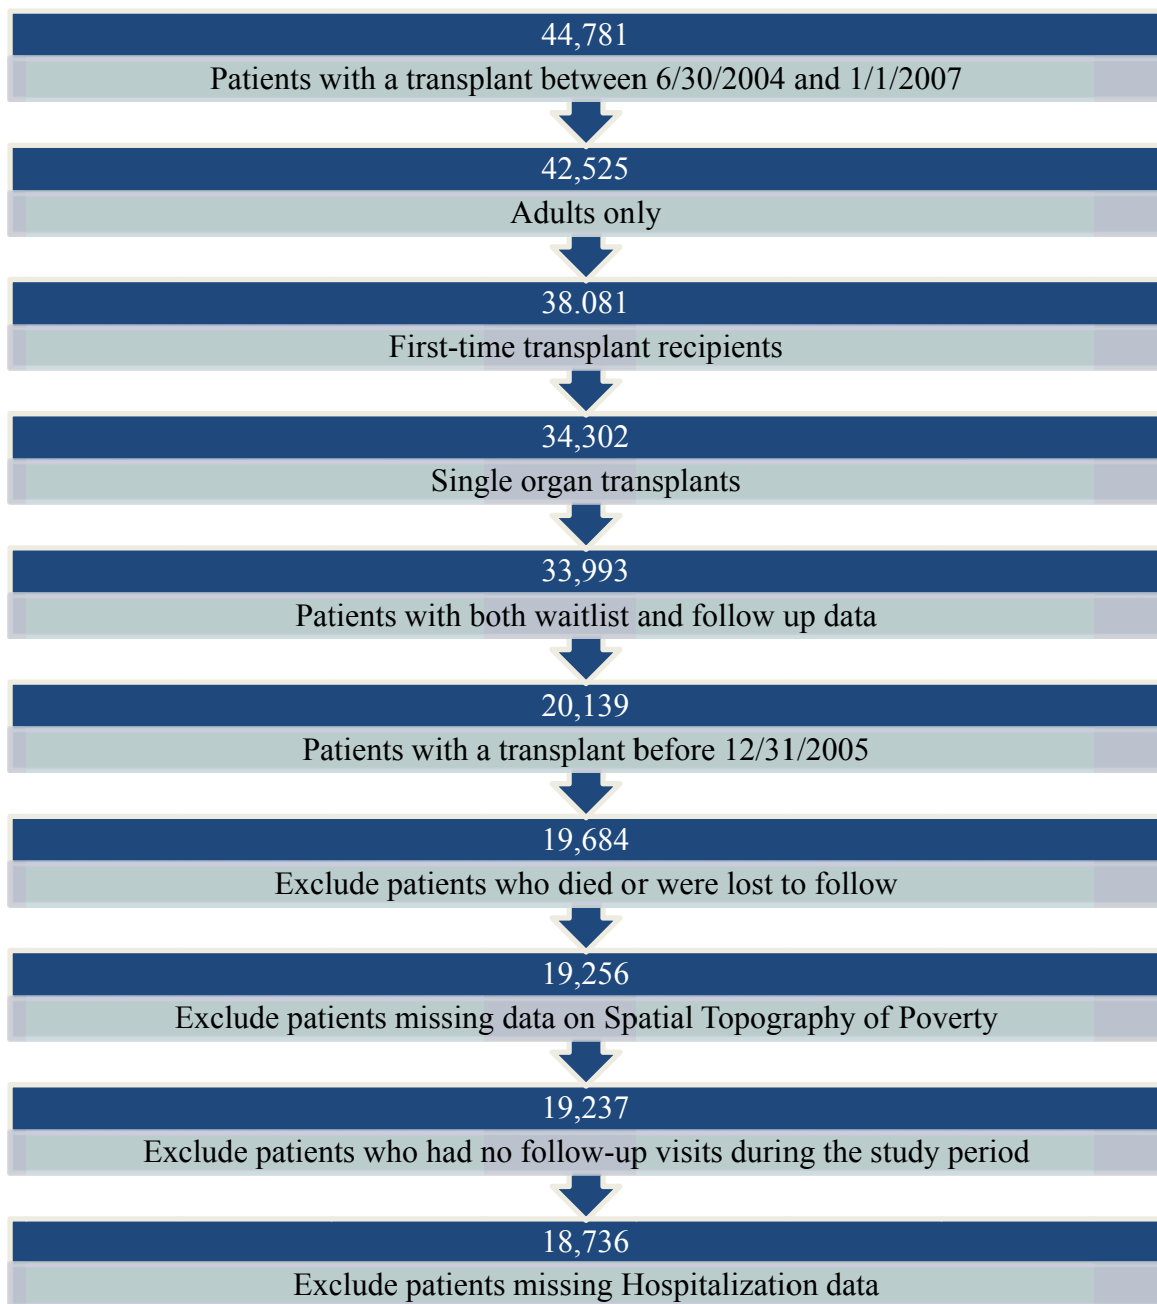 44,781
Patients with a transplant between 6/30/2004 and 1/1/2007
42,525
Adults only
38.081
First-time transplant recipients
34,302
Single organ transplants
33,993
Patients with both waitlist and follow up data
20,139
Patients with a transplant before 12/31/2005
19,684
Exclude patients who died or were lost to follow
19,256
Exclude patients missing data on Spatial Topography of Poverty
19,237
Exclude patients who had no follow-up visits during the study period
18,736
Exclude patients missing Hospitalization data